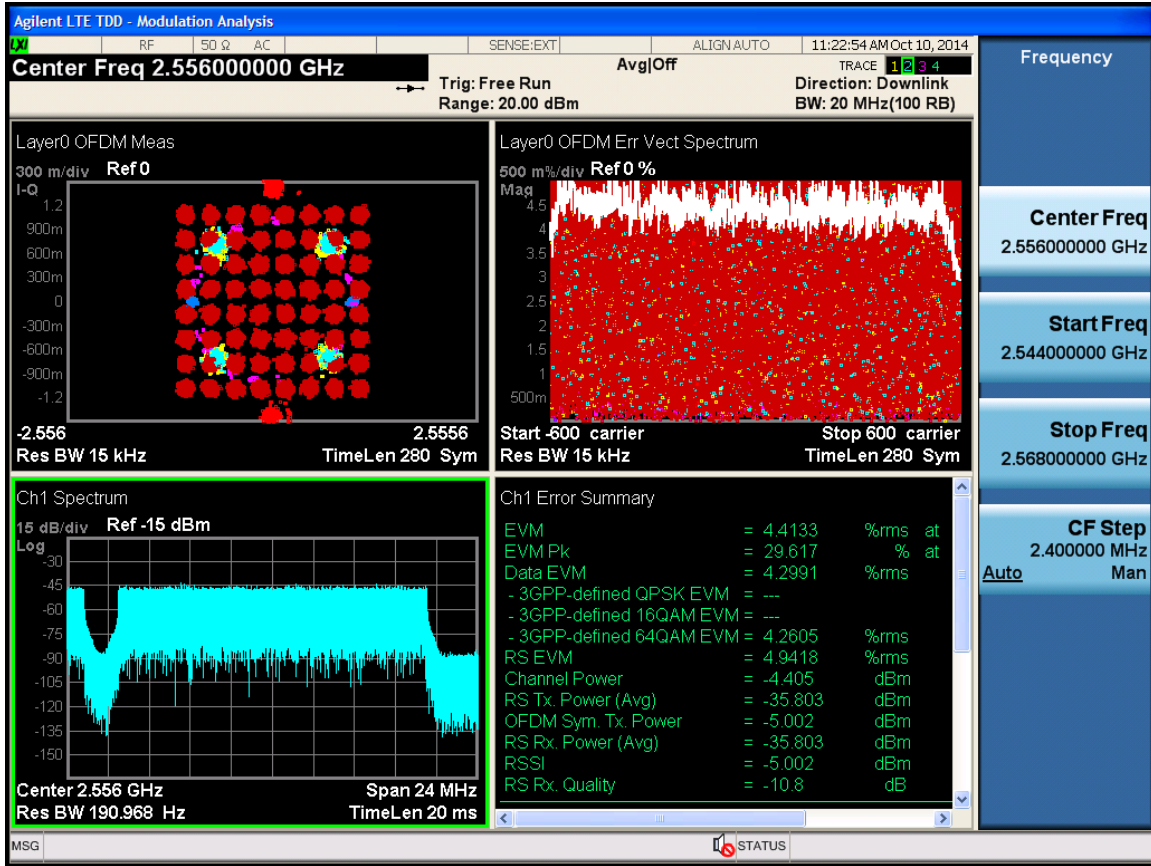 Agilent LTE TDD - Modulation Analysis
LXI RF 50 Ω AC SENSE:EXT ALIGN AUTO 11:22:54 AM Oct 10, 2014
Center Freq 2.556000000 GHz
Avg|Off
TRACE 1 2 3 4
Trig: Free Run
Direction: Downlink
Range: 20.00 dBm
BW: 20 MHz(100 RB)
Layer0 OFDM Meas
300 m/div Ref 0
I-Q
1.2
900m
600m
300m
0
-300m
-600m
-900m
-1.2
-2.556 2.5556
Res BW 15 kHz TimeLen 280 Sym
Layer0 OFDM Err Vect Spectrum
500 m%/div Ref 0 %
Mag
4.5
4
3.5
3
2.5
2
1.5
1
500m
Start -600 carrier Stop 600 carrier
Res BW 15 kHz TimeLen 280 Sym
Ch1 Spectrum
15 dB/div Ref -15 dBm
Log
-30
-45
-60
-75
-90
-105
-120
-135
-150
Center 2.556 GHz Span 24 MHz
Res BW 190.968 Hz TimeLen 20 ms
Ch1 Error Summary
EVM = 4.4133 %rms at
EVM Pk = 29.617 % at
Data EVM = 4.2991 %rms
- 3GPP-defined QPSK EVM = ---
- 3GPP-defined 16QAM EVM = ---
- 3GPP-defined 64QAM EVM = 4.2605 %rms
RS EVM = 4.9418 %rms
Channel Power = -4.405 dBm
RS Tx. Power (Avg) = -35.803 dBm
OFDM Sym. Tx. Power = -5.002 dBm
RS Rx. Power (Avg) = -35.803 dBm
RSSI = -5.002 dBm
RS Rx. Quality = -10.8 dB
Frequency
Center Freq
2.556000000 GHz
Start Freq
2.544000000 GHz
Stop Freq
2.568000000 GHz
CF Step
2.400000 MHz
Auto Man
MSG STATUS